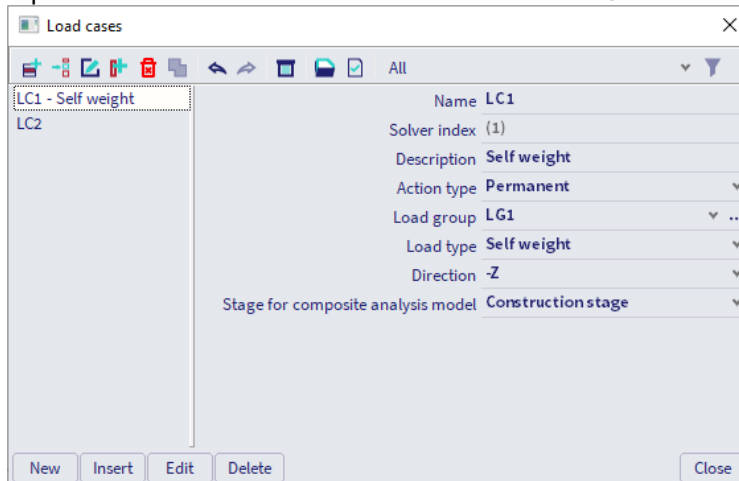 Load cases
All
LC1 - Self weight
LC2
Name LC1
Solver index (1)
Description Self weight
Action type Permanent
Load group LG1 ..
Load type Self weight
Direction -Z
Stage for composite analysis model Construction stage
New Insert Edit Delete Close